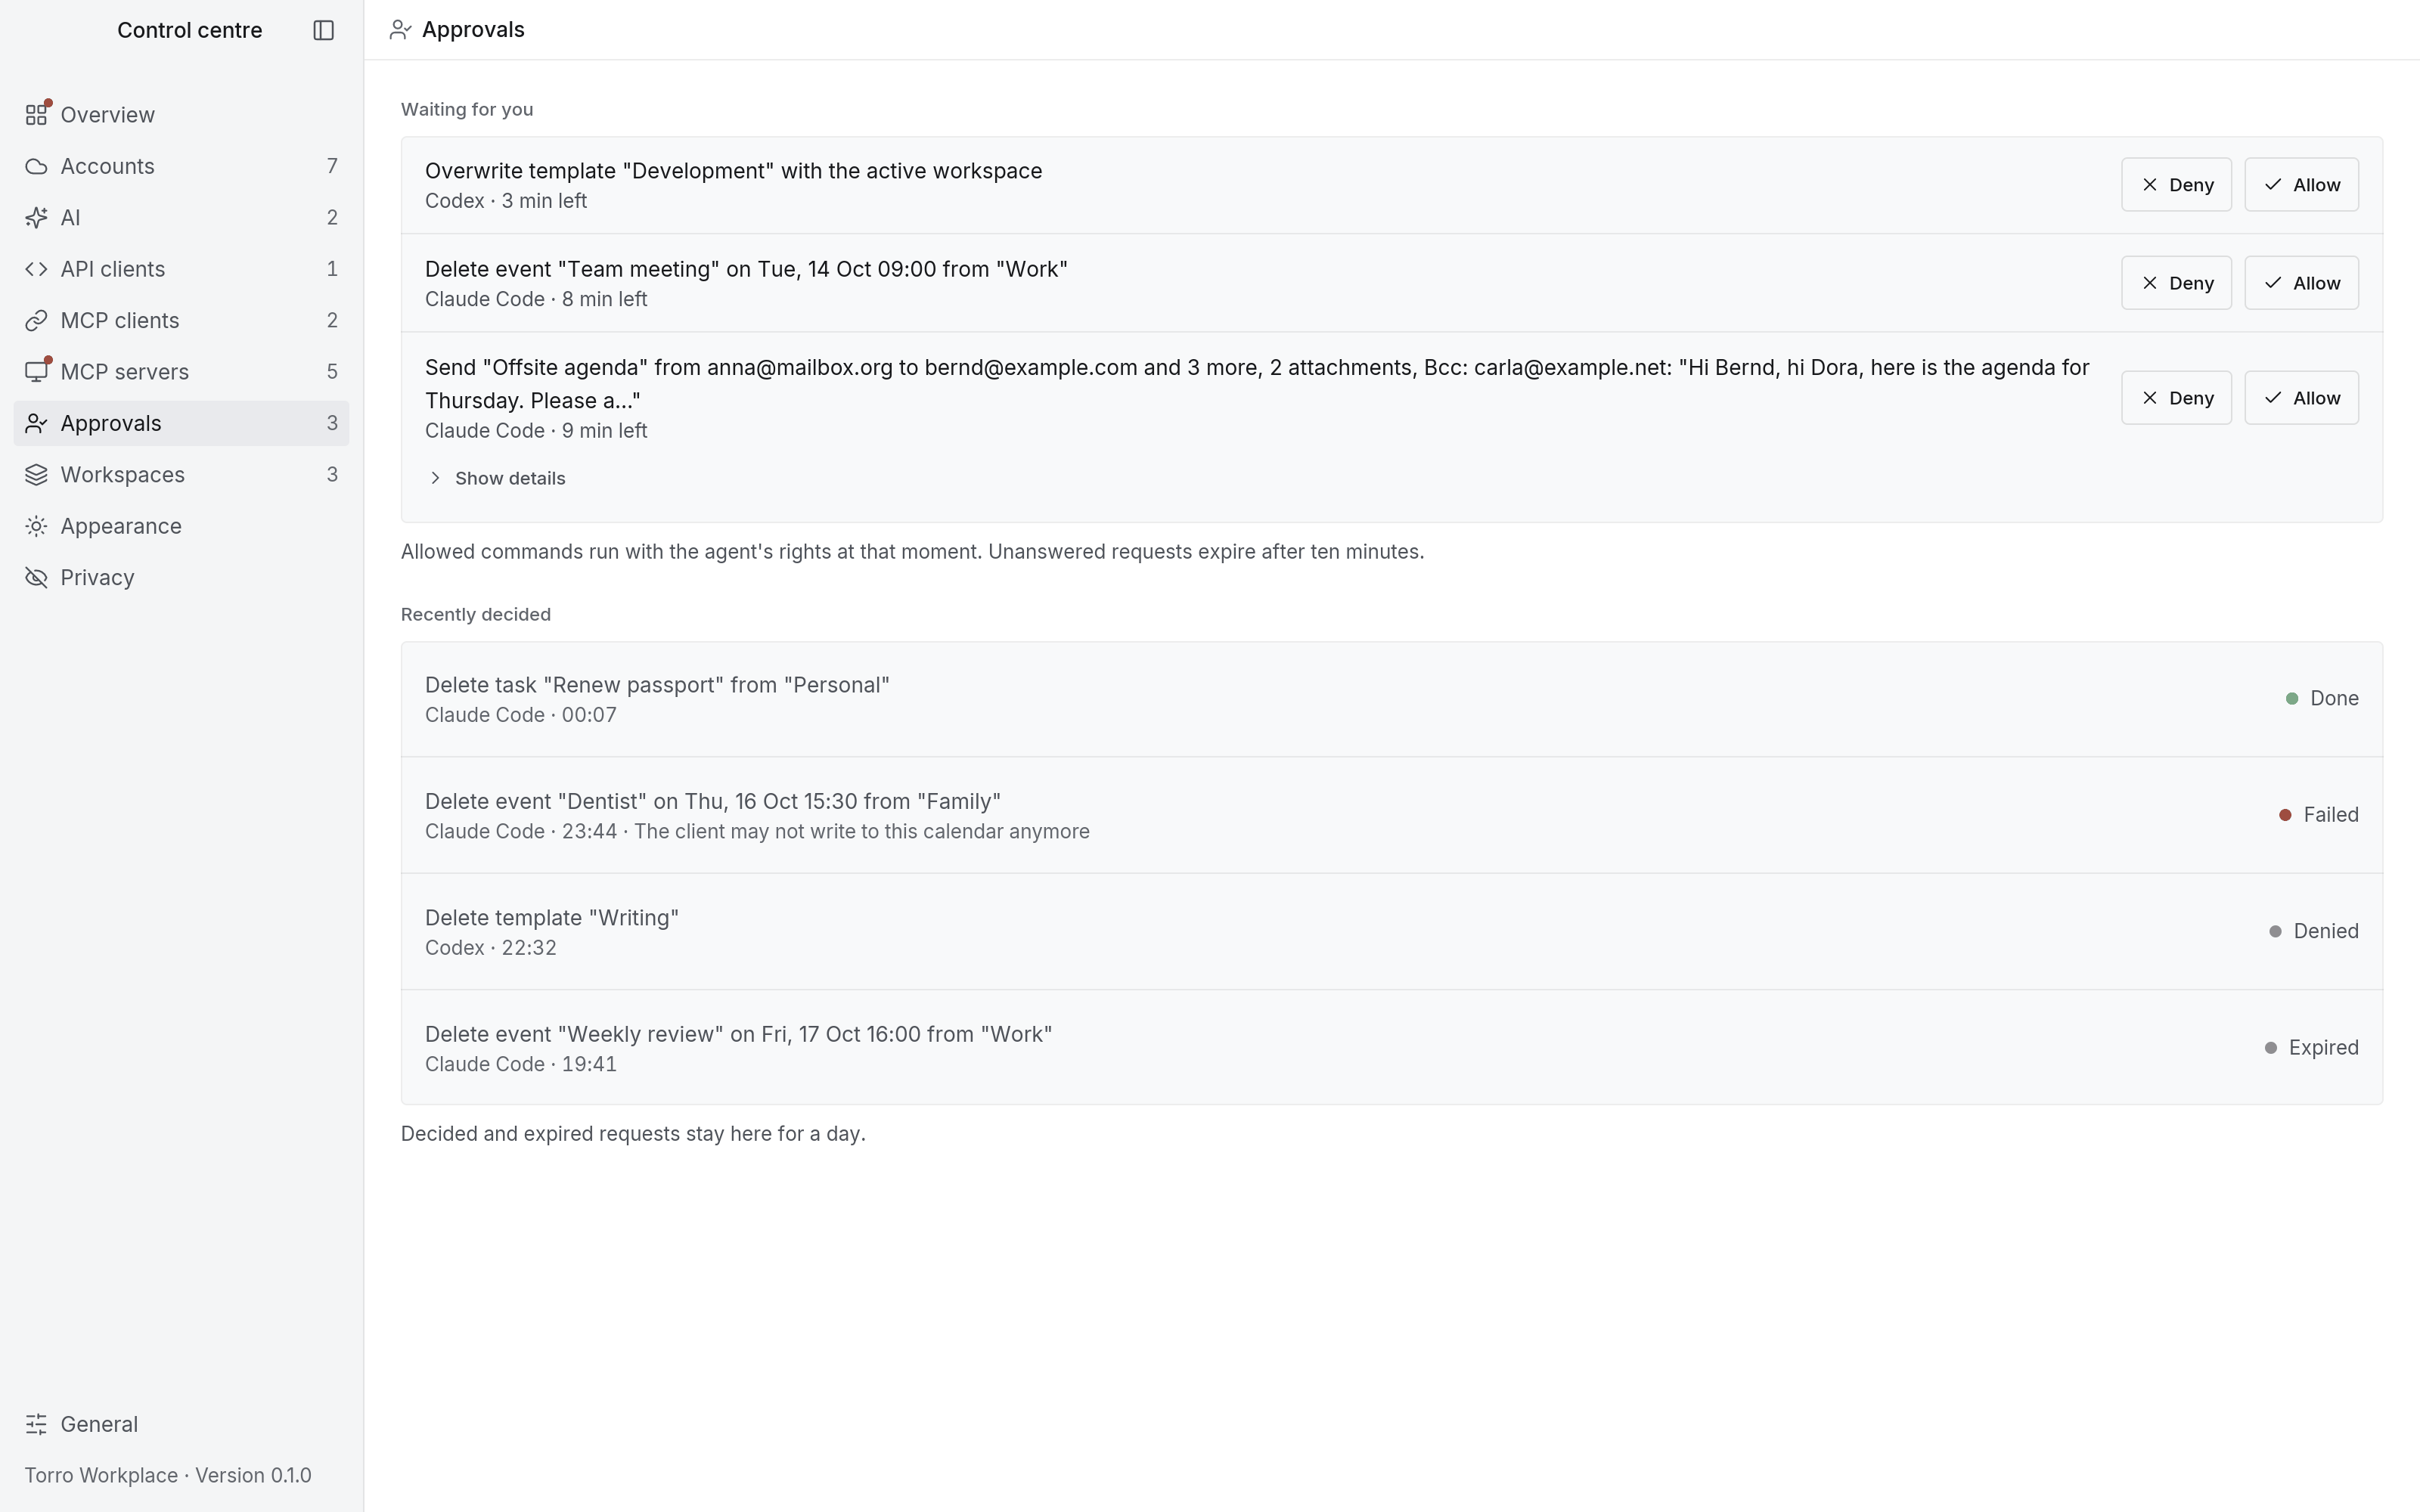 Control centre
Overview
Accounts 7
AI 2
API clients 1
MCP clients 2
MCP servers 5
Approvals 3
Workspaces 3
Appearance
Privacy
General
Torro Workplace · Version 0.1.0
Approvals
Waiting for you
Overwrite template "Development" with the active workspace
Codex · 3 min left
Deny Allow
Delete event "Team meeting" on Tue, 14 Oct 09:00 from "Work"
Claude Code · 8 min left
Deny Allow
Send "Offsite agenda" from anna@mailbox.org to bernd@example.com and 3 more, 2 attachments, Bcc: carla@example.net: "Hi Bernd, hi Dora, here is the agenda for
Thursday. Please a..."
Claude Code · 9 min left
Deny Allow
Show details
Allowed commands run with the agent's rights at that moment. Unanswered requests expire after ten minutes.
Recently decided
Delete task "Renew passport" from "Personal"
Claude Code · 00:07
Done
Delete event "Dentist" on Thu, 16 Oct 15:30 from "Family"
Claude Code · 23:44 · The client may not write to this calendar anymore
Failed
Delete template "Writing"
Codex · 22:32
Denied
Delete event "Weekly review" on Fri, 17 Oct 16:00 from "Work"
Claude Code · 19:41
Expired
Decided and expired requests stay here for a day.